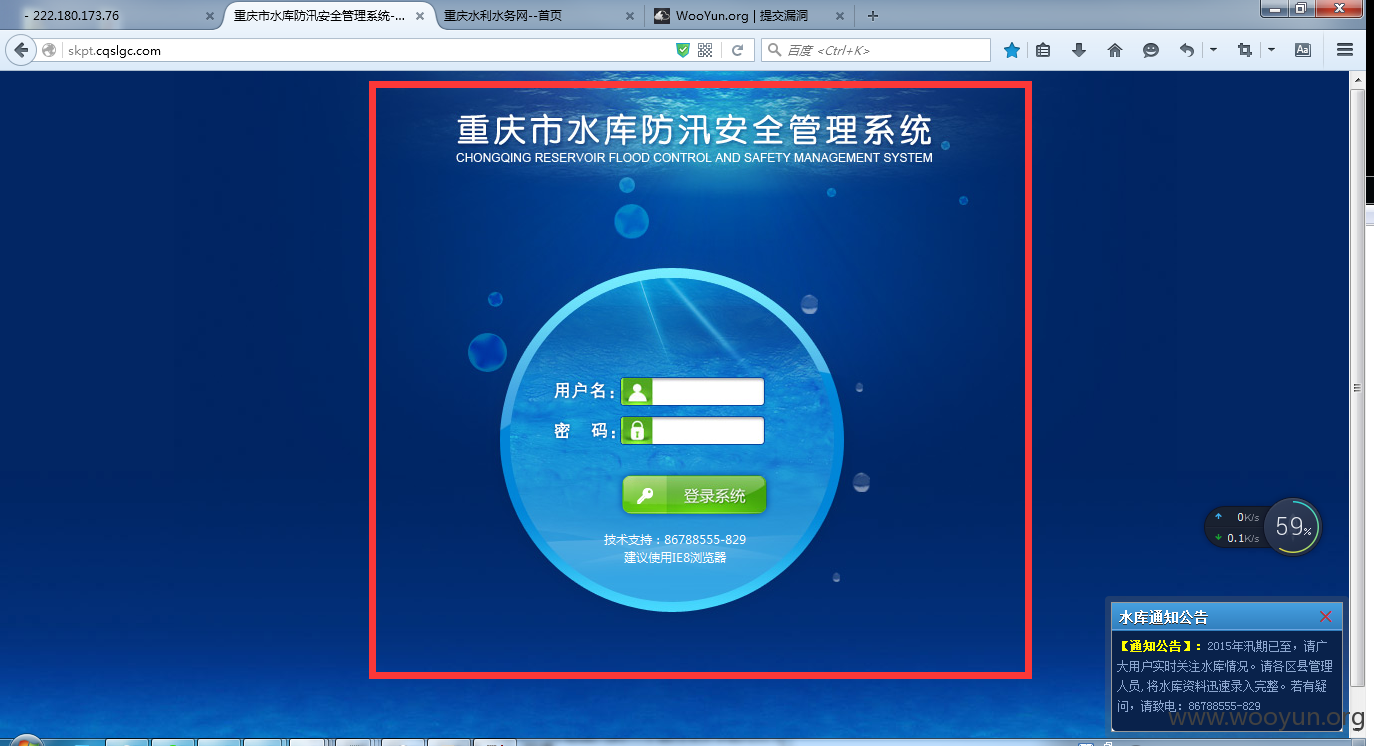 - 222.180.173.76
重庆市水库防汛安全管理系统-...
重庆水利水务网--首页
WooYun.org | 提交漏洞
skpt.cqslgc.com
百度 <Ctrl+K>
重庆市水库防汛安全管理系统
CHONGQING RESERVOIR FLOOD CONTROL AND SAFETY MANAGEMENT SYSTEM
用户名：
密 码：
登录系统
技术支持：86788555-829
建议使用IE8浏览器
0K/s
0.1K/s
59%
水库通知公告
【通知公告】：2015年汛期已至，请广
大用户实时关注水库情况。请各区县管理
人员,将水库资料迅速录入完整。若有疑
问，请致电：86788555-829
www.wooyun.org